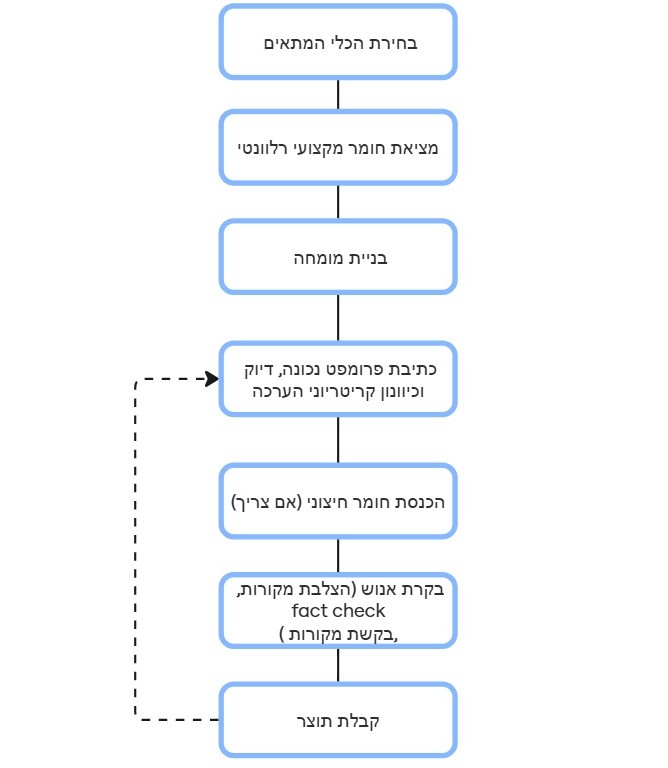 בחירת הכלי המתאים
מציאת חומר מקצועי רלוונטי
בניית מומחה
כתיבת פרומפט נכונה, דיוק
וכיוונון קריטריוני הערכה
הכנסת חומר חיצוני (אם צריך)
בקרת אנוש (הצלבת מקורות,
fact check
,בקשת מקורות )
קבלת תוצר